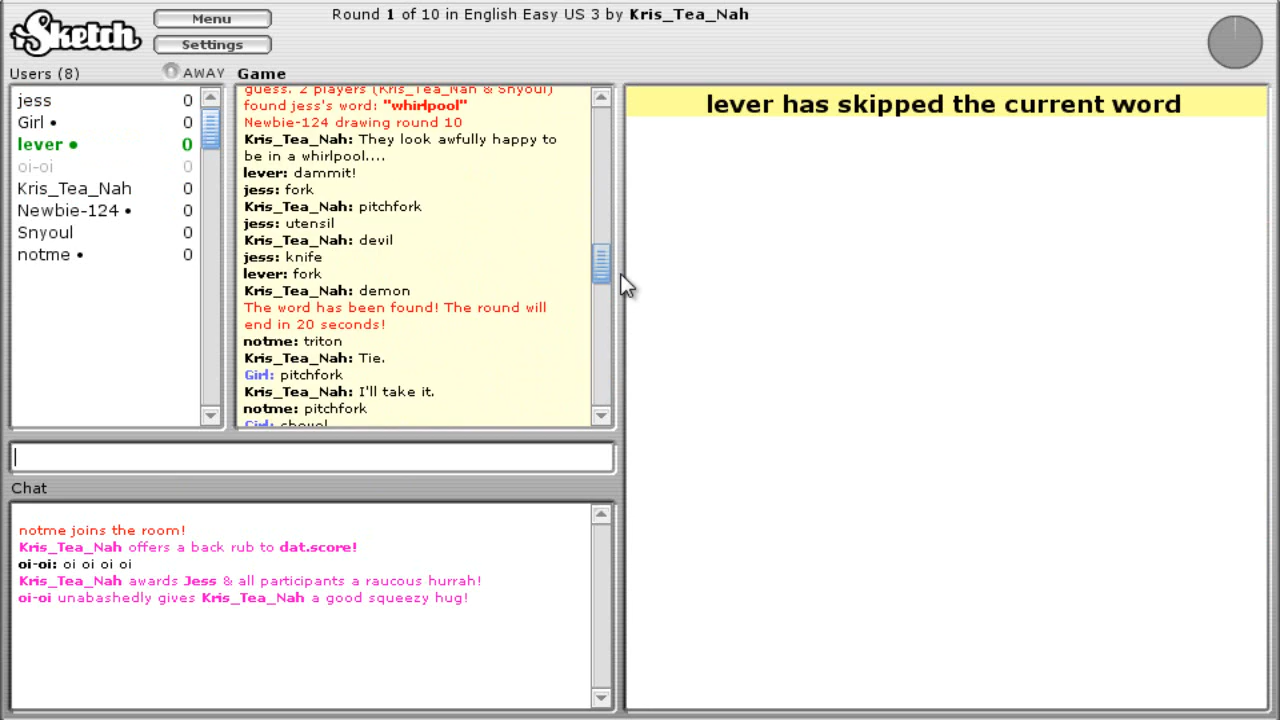 iSketch
Menu
Settings
Round 1 of 10 in English Easy US 3 by Kris_Tea_Nah
Users (8)
AWAY
jess 0
Girl • 0
lever • 0
oi-oi 0
Kris_Tea_Nah 0
Newbie-124 • 0
Snyoul 0
notme • 0
Game
guess. 2 players (Kris_Tea_Nah & Snyoul)
found jess's word: "whirlpool"
Newbie-124 drawing round 10
Kris_Tea_Nah: They look awfully happy to
be in a whirlpool....
lever: dammit!
jess: fork
Kris_Tea_Nah: pitchfork
jess: utensil
Kris_Tea_Nah: devil
jess: knife
lever: fork
Kris_Tea_Nah: demon
The word has been found! The round will
end in 20 seconds!
notme: triton
Kris_Tea_Nah: Tie.
Girl: pitchfork
Kris_Tea_Nah: I'll take it.
notme: pitchfork
Girl: shovel
lever has skipped the current word
Chat
notme joins the room!
Kris_Tea_Nah offers a back rub to dat.score!
oi-oi: oi oi oi oi
Kris_Tea_Nah awards Jess & all participants a raucous hurrah!
oi-oi unabashedly gives Kris_Tea_Nah a good squeezy hug!